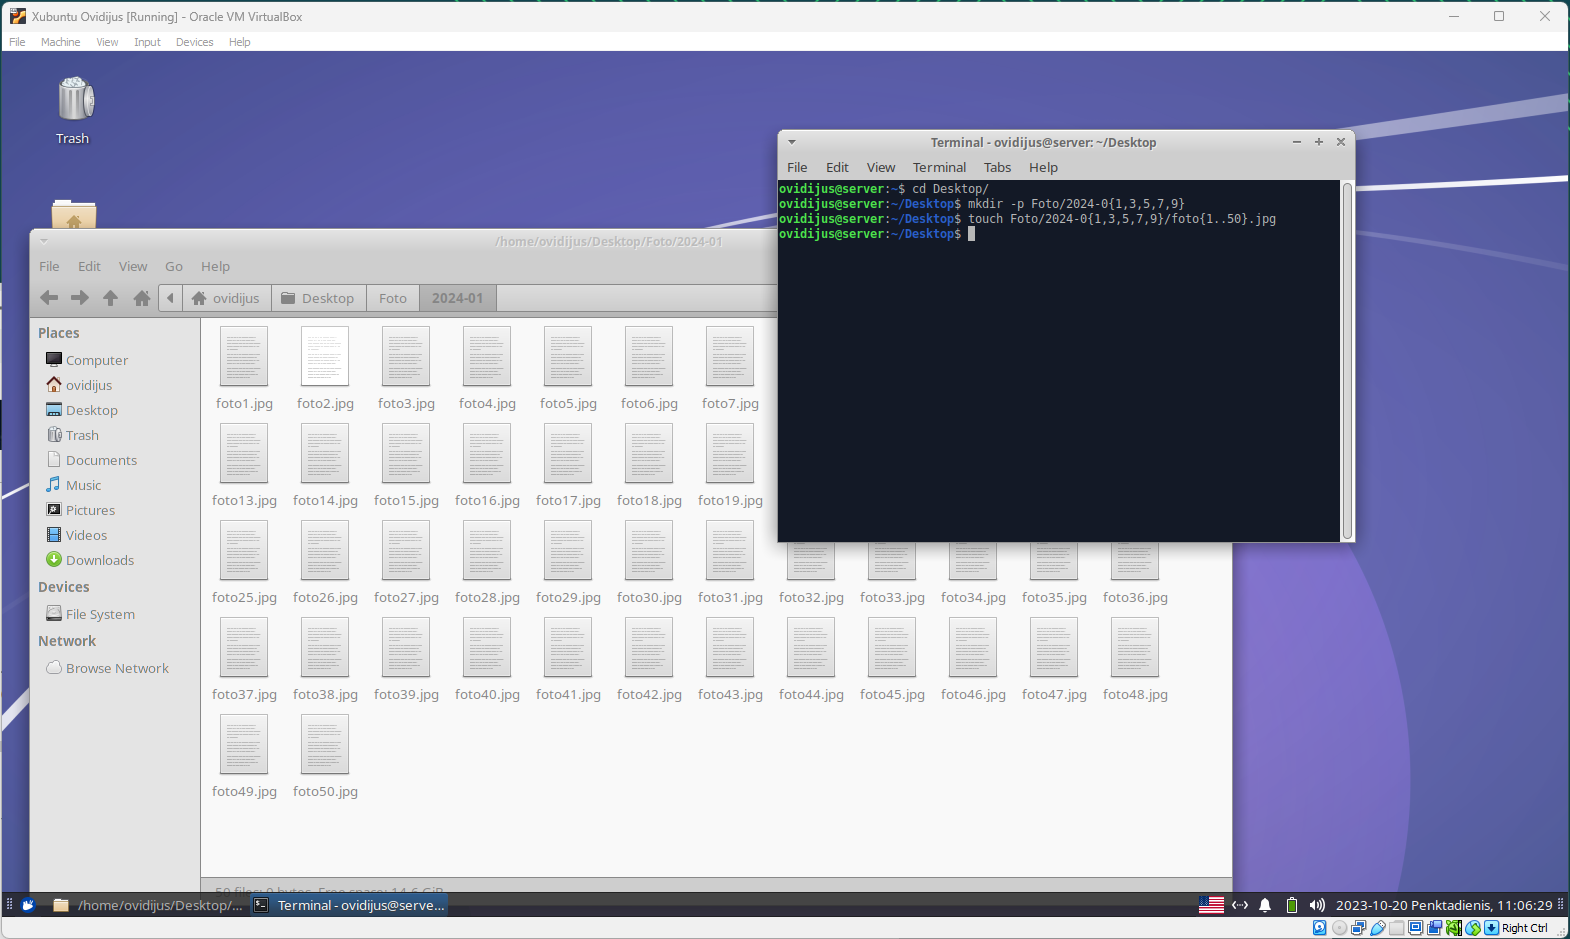 Xubuntu Ovidijus [Running] - Oracle VM VirtualBox
File Machine View Input Devices Help
Trash
Terminal - ovidijus@server: ~/Desktop
File Edit View Terminal Tabs Help
ovidijus@server:~$ cd Desktop/
ovidijus@server:~/Desktop$ mkdir -p Foto/2024-0{1,3,5,7,9}
ovidijus@server:~/Desktop$ touch Foto/2024-0{1,3,5,7,9}/foto{1..50}.jpg
ovidijus@server:~/Desktop$
/home/ovidijus/Desktop/Foto/2024-01
File Edit View Go Help
ovidijus Desktop Foto 2024-01
Places
Computer
ovidijus
Desktop
Trash
Documents
Music
Pictures
Videos
Downloads
Devices
File System
Network
Browse Network
foto1.jpg foto2.jpg foto3.jpg foto4.jpg foto5.jpg foto6.jpg foto7.jpg
foto13.jpg foto14.jpg foto15.jpg foto16.jpg foto17.jpg foto18.jpg foto19.jpg
foto25.jpg foto26.jpg foto27.jpg foto28.jpg foto29.jpg foto30.jpg foto31.jpg foto32.jpg foto33.jpg foto34.jpg foto35.jpg foto36.jpg
foto37.jpg foto38.jpg foto39.jpg foto40.jpg foto41.jpg foto42.jpg foto43.jpg foto44.jpg foto45.jpg foto46.jpg foto47.jpg foto48.jpg
foto49.jpg foto50.jpg
50 files: 0 bytes, Free space: 14.6 GiB
/home/ovidijus/Desktop/... Terminal - ovidijus@serve... 2023-10-20 Penktadienis, 11:06:29
Right Ctrl